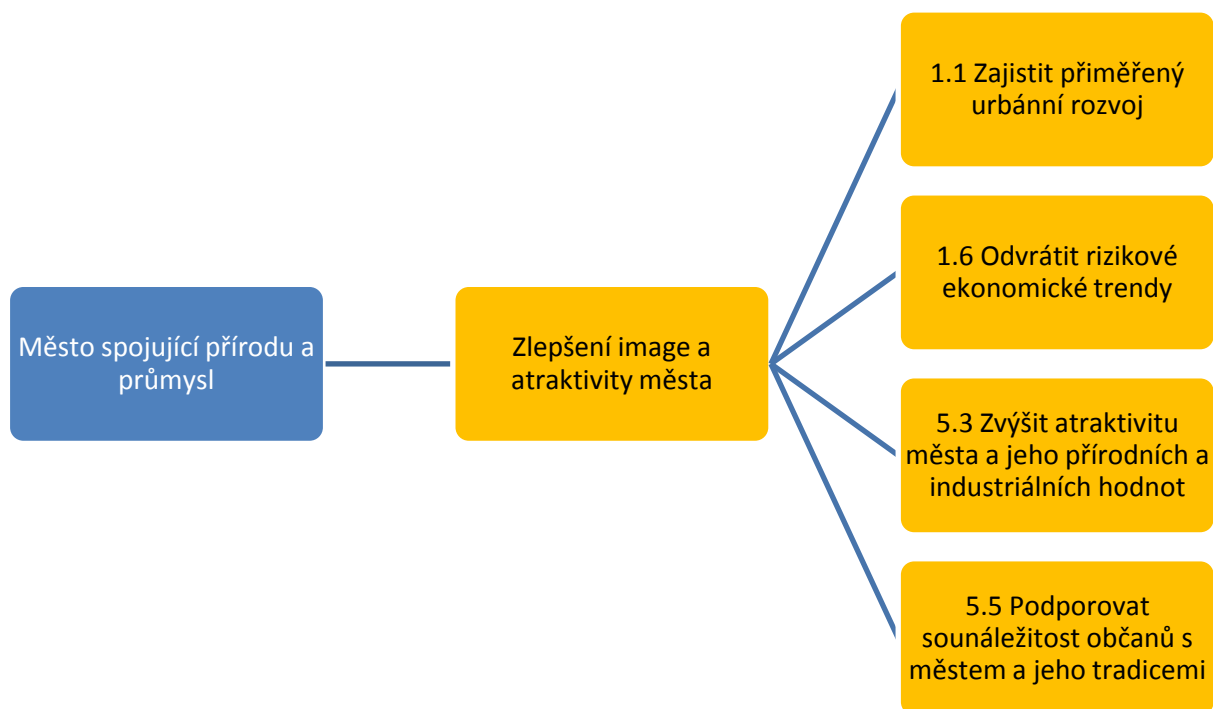 Město spojující přírodu a
průmysl
Zlepšení image a
atraktivity města
1.1 Zajistit přiměřený
urbánní rozvoj
1.6 Odvrátit rizikové
ekonomické trendy
5.3 Zvýšit atraktivitu
města a jeho přírodních a
industriálních hodnot
5.5 Podporovat
sounáležitost občanů s
městem a jeho tradicemi